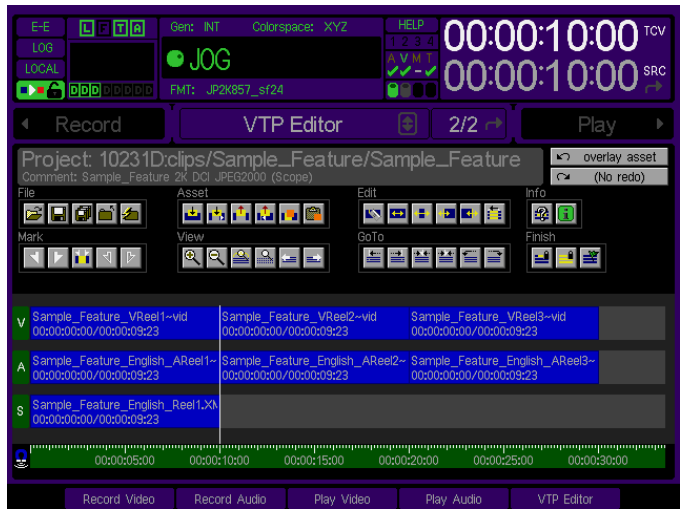 E-E
L F T A
Gen: INT Colorspace: XYZ
HELP
1 2 3 4
00:00:10:00 TCV
LOG
JOG
A V M T
LOCAL
00:00:10:00 SRC
D D D D D D D D
FMT: JP2K857_sf24
Record
VTP Editor
2/2
Play
Project: 10231D:clips/Sample_Feature/Sample_Feature
overlay asset
Comment: Sample_Feature 2K DCI JPEG2000 (Scope)
(No redo)
File
Asset
Edit
Info
Mark
View
GoTo
Finish
V
Sample_Feature_VReel1~vid
Sample_Feature_VReel2~vid
Sample_Feature_VReel3~vid
00:00:00:00/00:00:09:23
00:00:00:00/00:00:09:23
00:00:00:00/00:00:09:23
A
Sample_Feature_English_AReel1~
Sample_Feature_English_AReel2~
Sample_Feature_English_AReel3~
00:00:00:00/00:00:09:23
00:00:00:00/00:00:09:23
00:00:00:00/00:00:09:23
S
Sample_Feature_English_Reel1.XM
00:00:00:00/00:00:09:23
00:00:05:00
00:00:10:00
00:00:15:00
00:00:20:00
00:00:25:00
00:00:30:00
Record Video
Record Audio
Play Video
Play Audio
VTP Editor